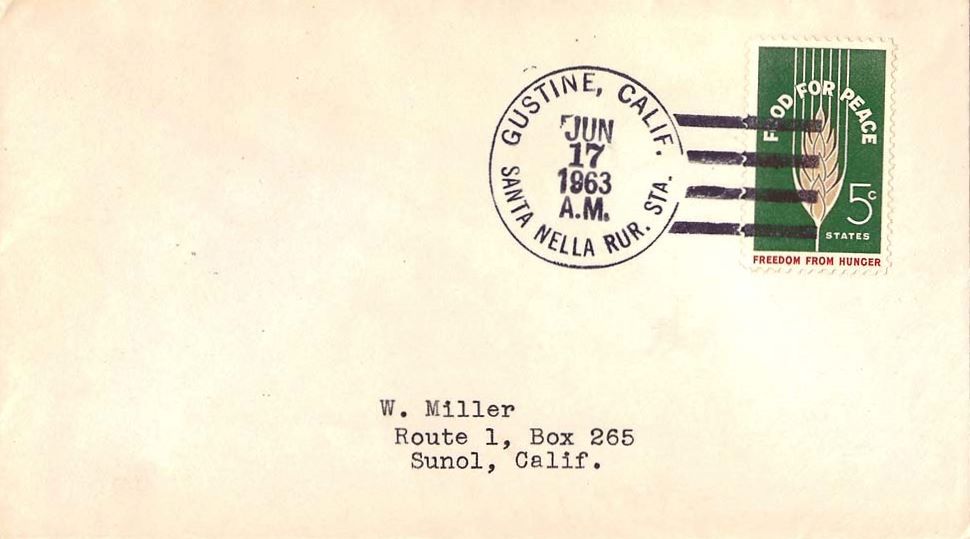 GUSTINE, CALIF.
JUN
17
1963
A.M.
SANTA NELLA RUR. STA.
FOOD FOR PEACE
5c
STATES
FREEDOM FROM HUNGER
W. Miller
Route 1, Box 265
Sunol, Calif.